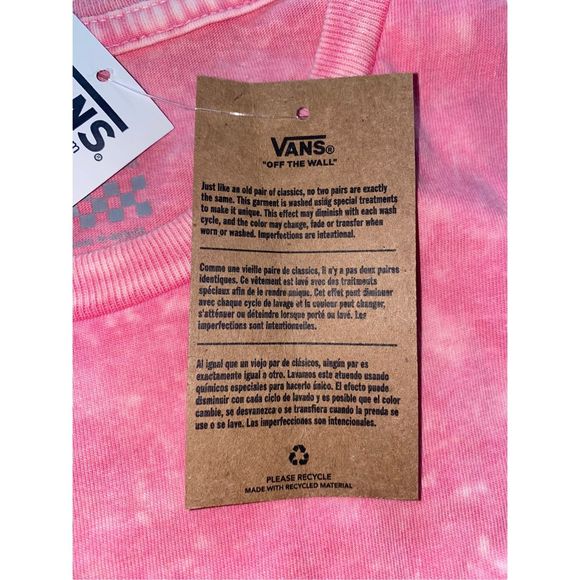 VANS®
"OFF THE WALL"
Just like an old pair of classics, no two pairs are exactly
the same. This garment is washed using special treatments
to make it unique. This effect may diminish with each wash
cycle, and the color may change, fade or transfer when
worn or washed. Imperfections are intentional.
Comme une vieille paire de classics, il n'y a pas deux paires
identiques. Ce vêtement est lavé avec des traitements
spéciaux afin de le rendre unique. Cet effet peut diminuer
avec chaque cycle de lavage et la couleur peut changer,
s'atténuer ou déteindre lorsque porté ou lavé. Les
imperfections sont intentionnelles.
Al igual que un viejo par de clásicos, ningún par es
exactamente igual a otro. Lavamos este atuendo usando
químicos especiales para hacerlo único. El efecto puede
disminuir con cada ciclo de lavado y es posible que el color
cambie, se desvanezca o se transfiera cuando la prenda se
use o se lave. Las imperfecciones son intencionales.
PLEASE RECYCLE
MADE WITH RECYCLED MATERIAL